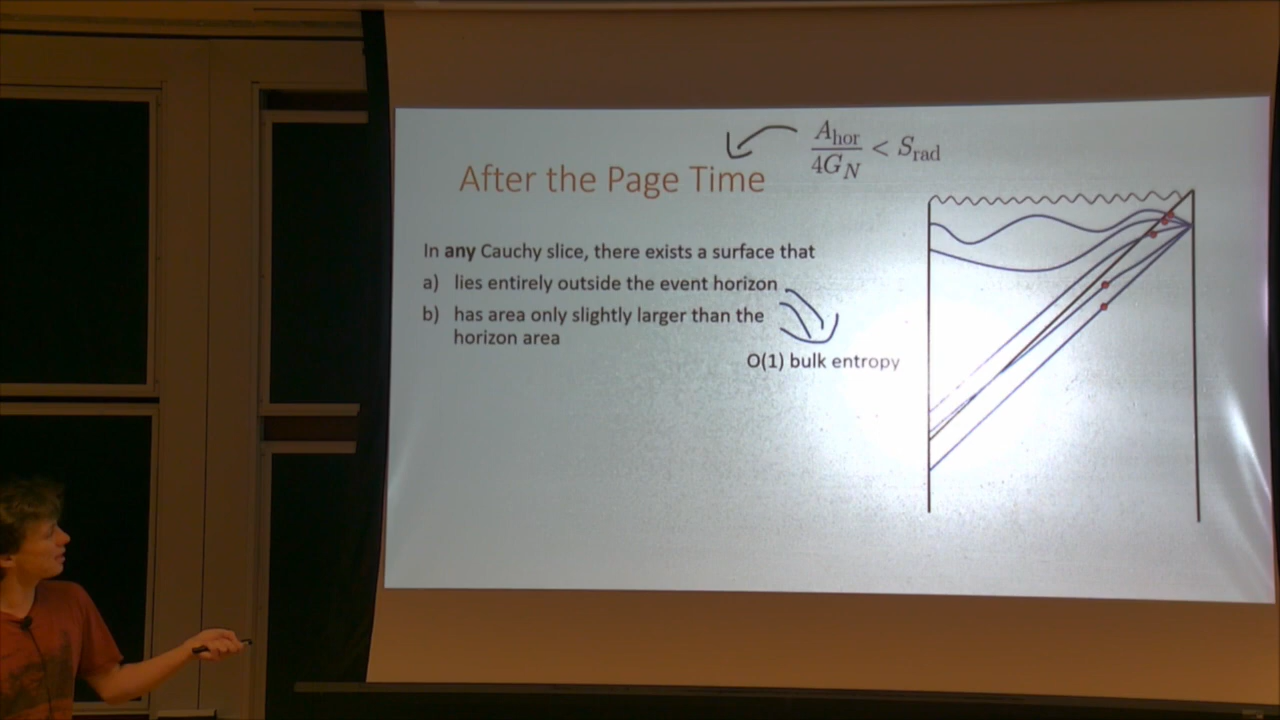 A_hor / 4G_N < S_rad
After the Page Time
In any Cauchy slice, there exists a surface that
a) lies entirely outside the event horizon
b) has area only slightly larger than the
horizon area
O(1) bulk entropy